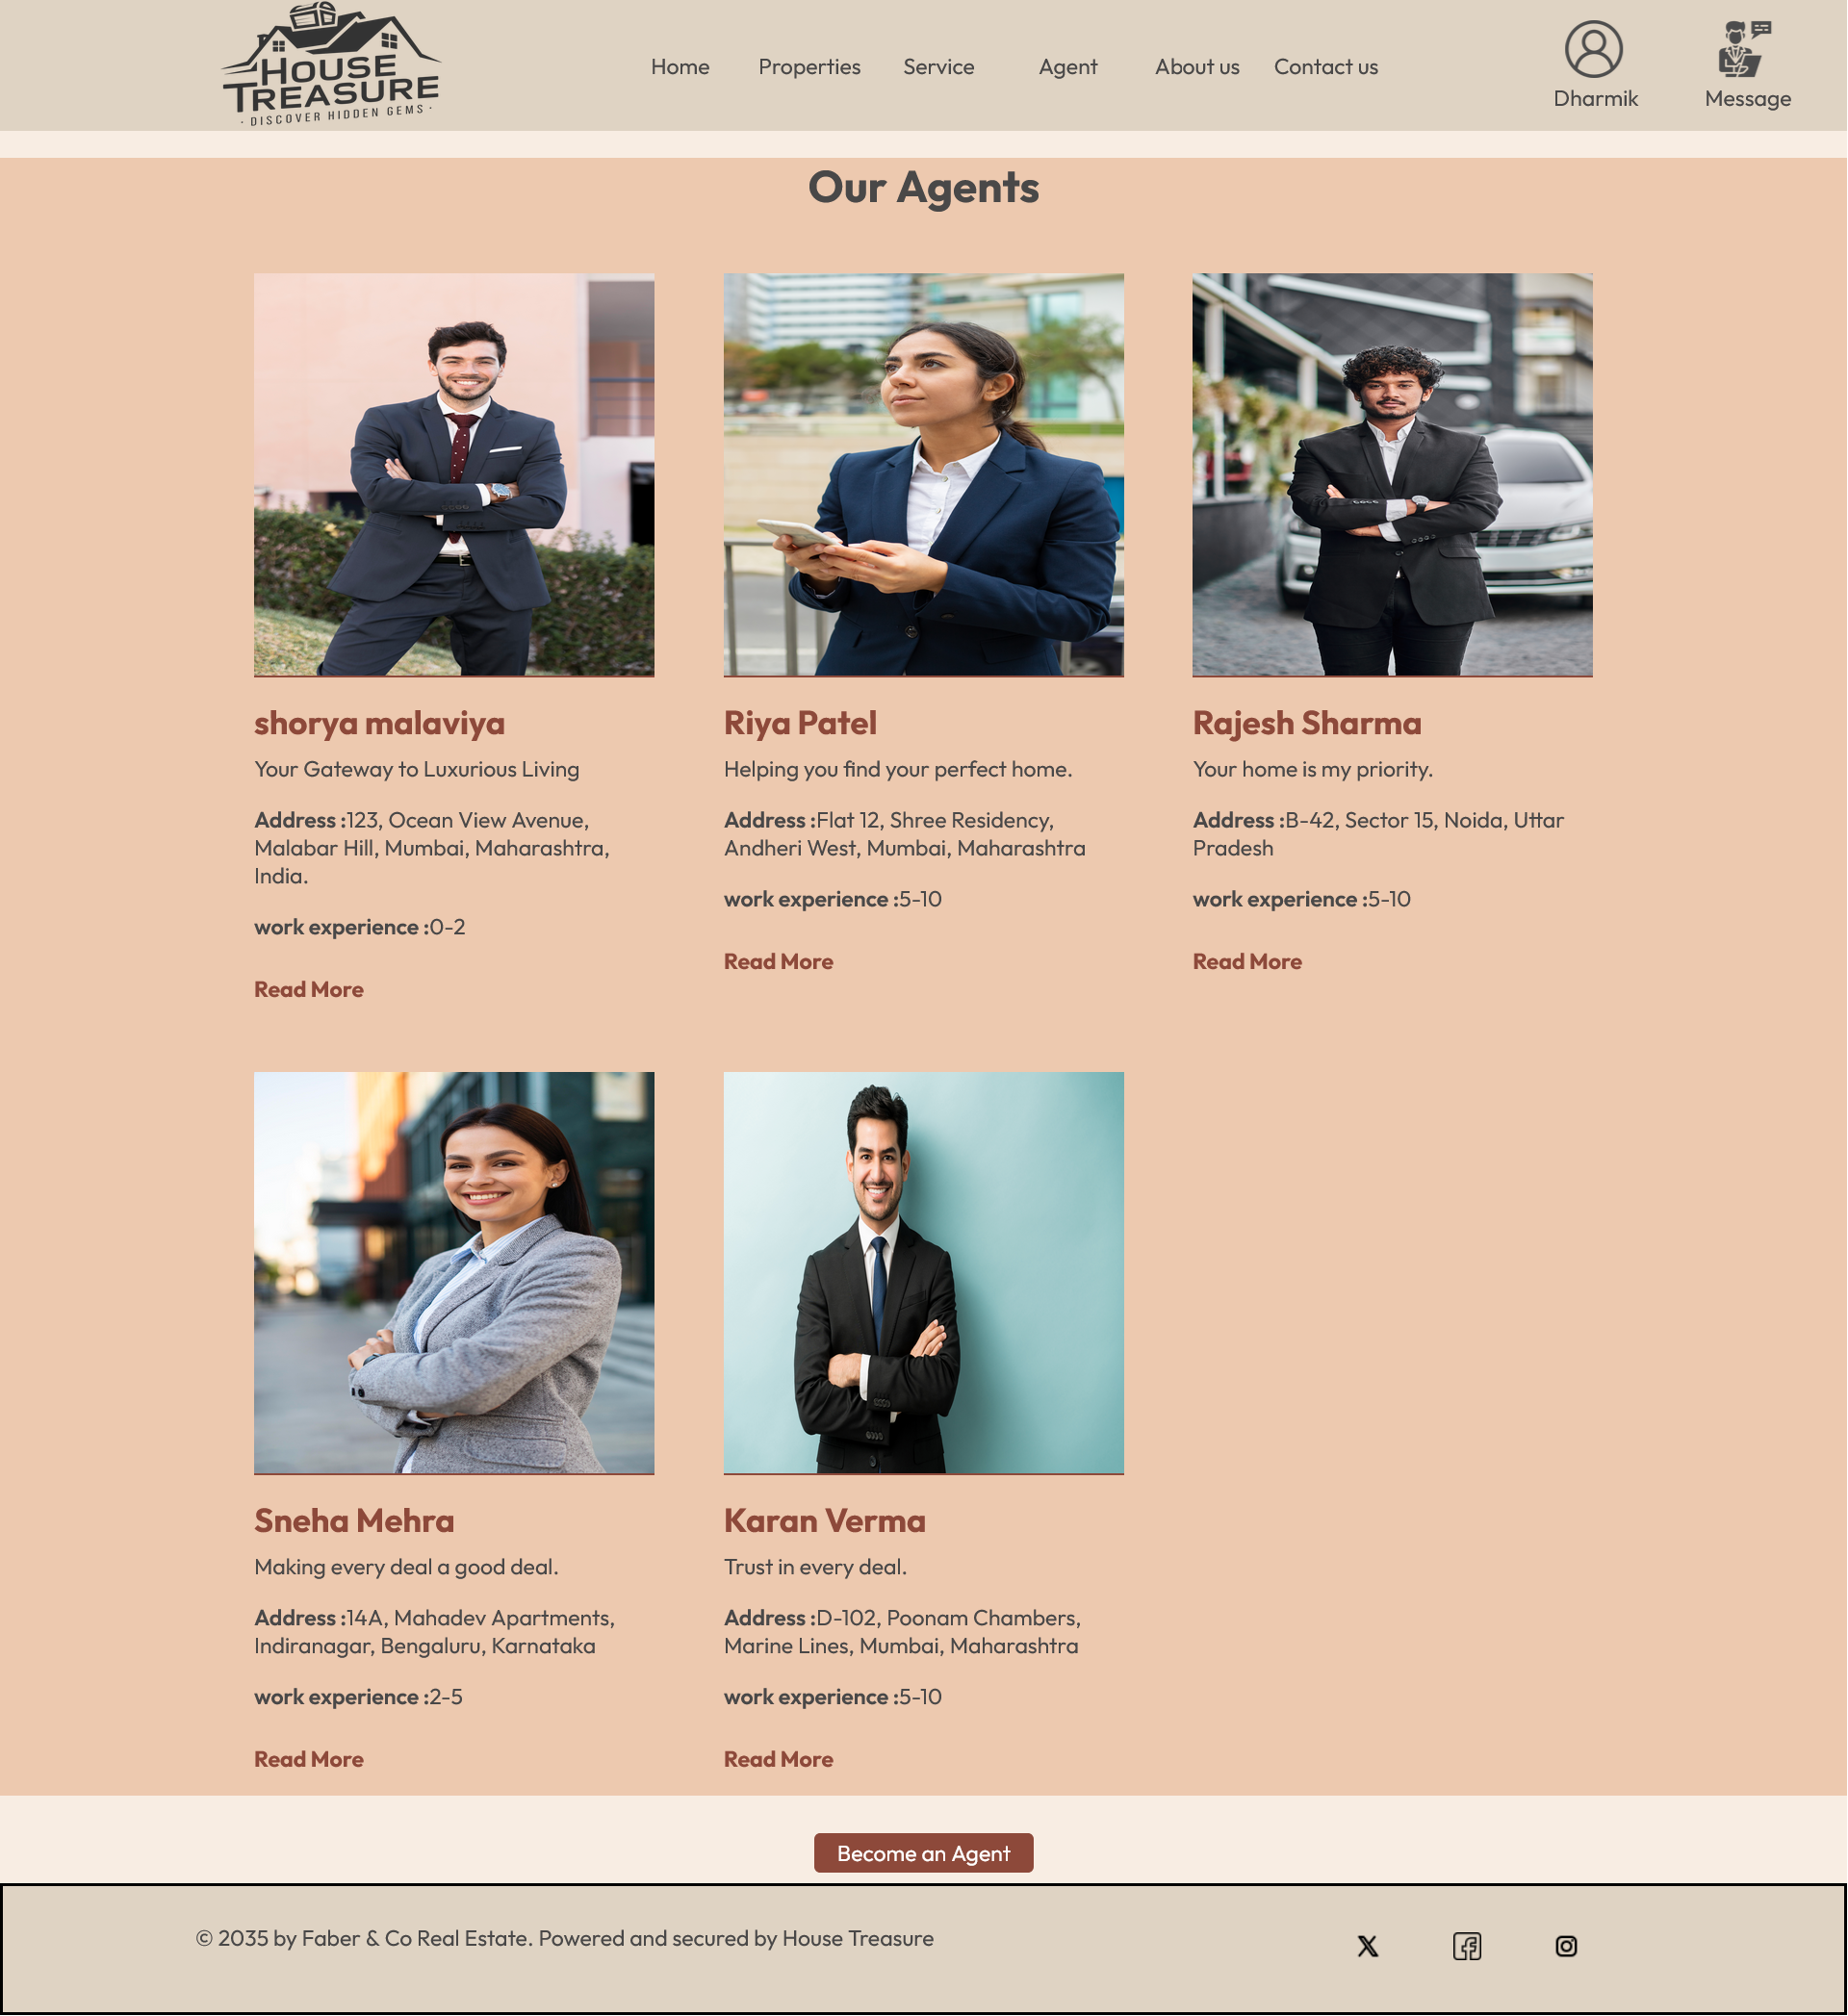 HOUSE
TREASURE
· DISCOVER HIDDEN GEMS ·
Home
Properties
Service
Agent
About us
Contact us
Dharmik
Message
Our Agents
shorya malaviya
Your Gateway to Luxurious Living
Address :123, Ocean View Avenue,
Malabar Hill, Mumbai, Maharashtra,
India.
work experience :0-2
Read More
Riya Patel
Helping you find your perfect home.
Address :Flat 12, Shree Residency,
Andheri West, Mumbai, Maharashtra
work experience :5-10
Read More
Rajesh Sharma
Your home is my priority.
Address :B-42, Sector 15, Noida, Uttar
Pradesh
work experience :5-10
Read More
Sneha Mehra
Making every deal a good deal.
Address :14A, Mahadev Apartments,
Indiranagar, Bengaluru, Karnataka
work experience :2-5
Read More
Karan Verma
Trust in every deal.
Address :D-102, Poonam Chambers,
Marine Lines, Mumbai, Maharashtra
work experience :5-10
Read More
Become an Agent
© 2035 by Faber & Co Real Estate. Powered and secured by House Treasure